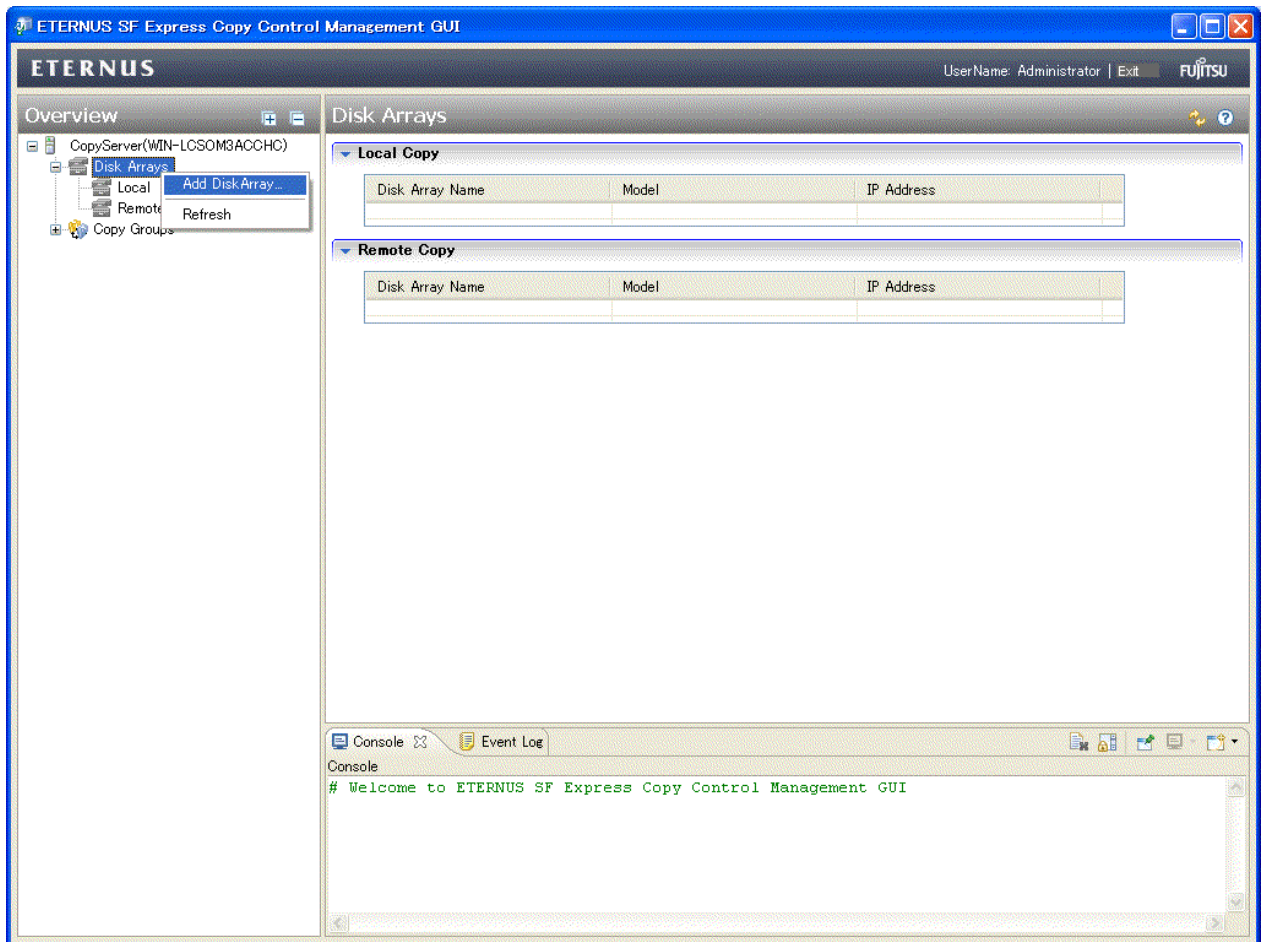 ETERNUS SF Express Copy Control Management GUI
ETERNUS
UserName: Administrator | Exit
FUJITSU
Overview
CopyServer(WIN-LCSOM3ACCHC)
Disk Arrays
Local
Remote
Copy Groups
Add DiskArray...
Refresh
Disk Arrays
Local Copy
Disk Array Name Model IP Address
Remote Copy
Disk Array Name Model IP Address
Console Event Log
Console
# Welcome to ETERNUS SF Express Copy Control Management GUI